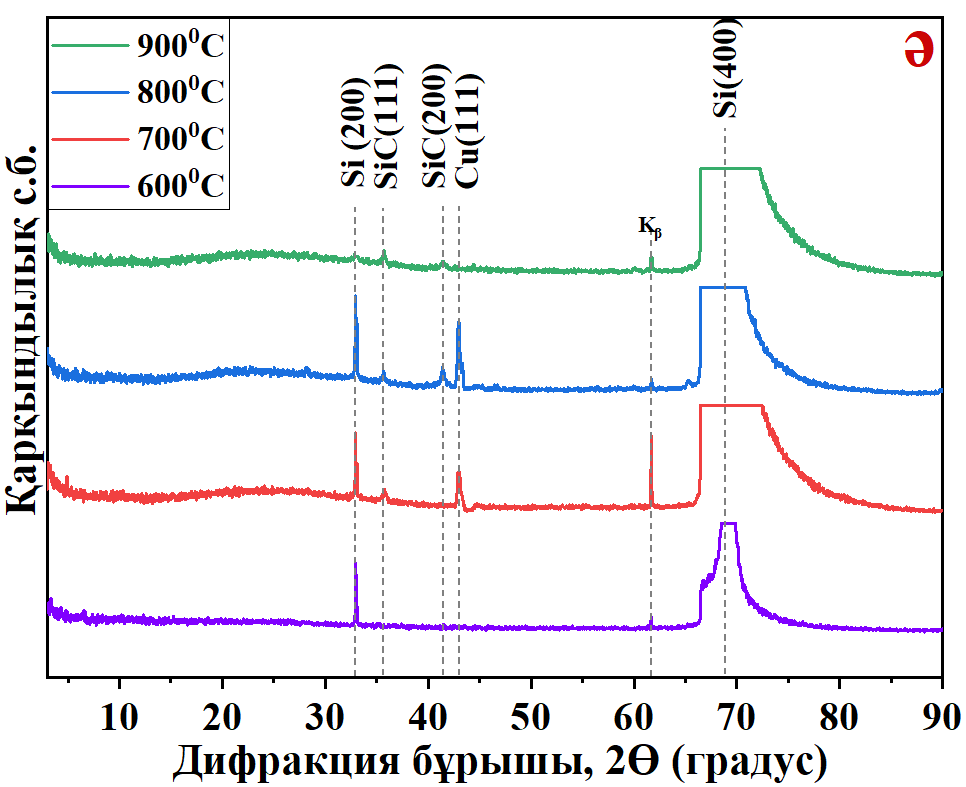 900⁰C
800⁰C
700⁰C
600⁰C
Si (200)
SiC(111)
SiC(200)
Cu(111)
Kᵦ
Si(400)
ә
Қарқындылық с.б.
10 20 30 40 50 60 70 80 90
Дифракция бұрышы, 2Ө (градус)